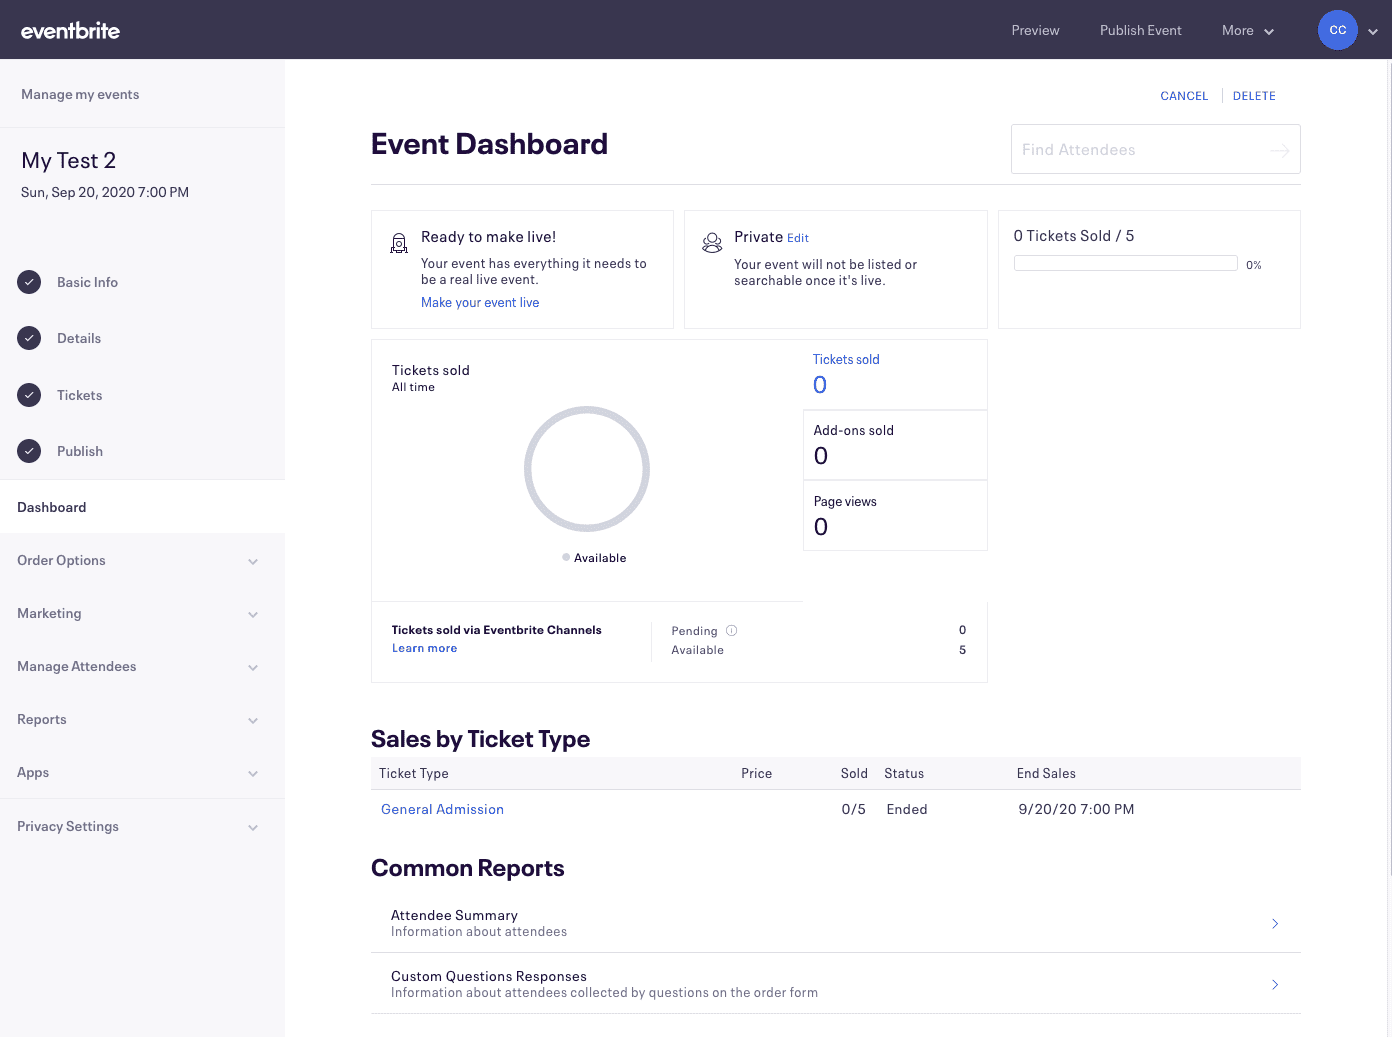 eventbrite
Preview
Publish Event
More
CC
Manage my events
My Test 2
Sun, Sep 20, 2020 7:00 PM
Basic Info
Details
Tickets
Publish
Dashboard
Order Options
Marketing
Manage Attendees
Reports
Apps
Privacy Settings
CANCEL
DELETE
Event Dashboard
Find Attendees
Ready to make live!
Your event has everything it needs to
be a real live event.
Make your event live
Private Edit
Your event will not be listed or
searchable once it's live.
0 Tickets Sold / 5
0%
Tickets sold
All time
Available
Tickets sold
0
Add-ons sold
0
Page views
0
Tickets sold via Eventbrite Channels
Learn more
Pending 0
Available 5
Sales by Ticket Type
Ticket Type Price Sold Status End Sales
General Admission 0/5 Ended 9/20/20 7:00 PM
Common Reports
Attendee Summary
Information about attendees
Custom Questions Responses
Information about attendees collected by questions on the order form